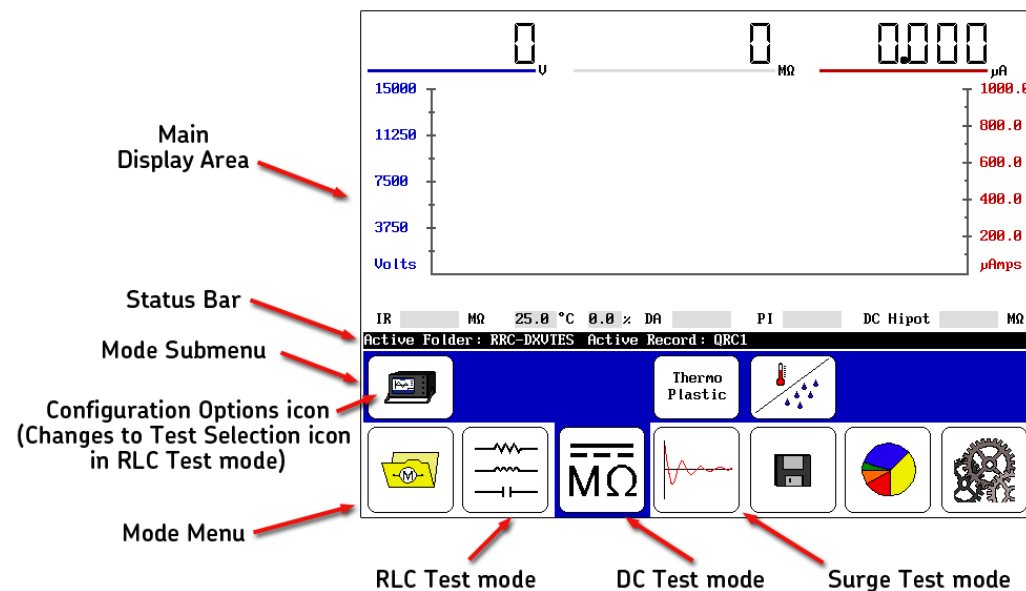 0 V
0 MΩ
0.000 µA
15000
11250
7500
3750
Volts
1000.0
800.0
600.0
400.0
200.0
µAmps
Main
Display Area
Status Bar
IR MΩ 25.0 °C 0.0 % DA PI DC Hipot MΩ
Active Folder: RRC-DXVTES Active Record: QRC1
Mode Submenu
Thermo
Plastic
Configuration Options icon
(Changes to Test Selection icon
in RLC Test mode)
M
MΩ
Mode Menu
RLC Test mode
DC Test mode
Surge Test mode